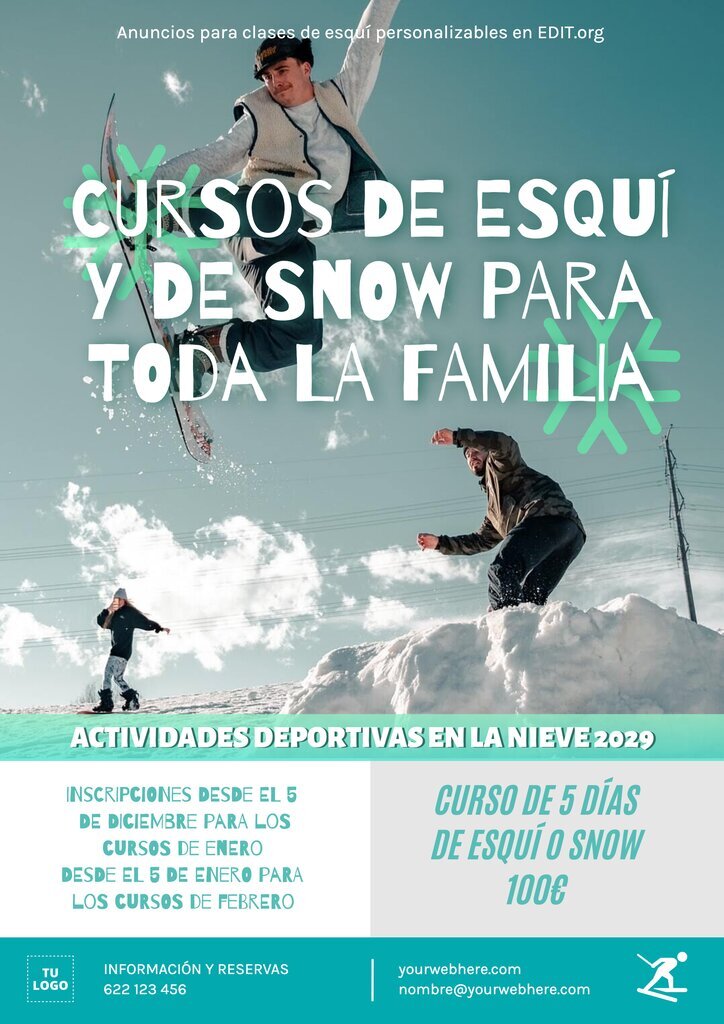 Anuncios para clases de esquí personalizables en EDIT.org
CURSOS DE ESQUÍ
Y DE SNOW PARA
TODA LA FAMILIA
ACTIVIDADES DEPORTIVAS EN LA NIEVE 2029
INSCRIPCIONES DESDE EL 5
DE DICIEMBRE PARA LOS
CURSOS DE ENERO
DESDE EL 5 DE ENERO PARA
LOS CURSOS DE FEBRERO
CURSO DE 5 DÍAS
DE ESQUÍ O SNOW
100€
TU
LOGO
INFORMACIÓN Y RESERVAS
622 123 456
yourwebhere.com
nombre@yourwebhere.com